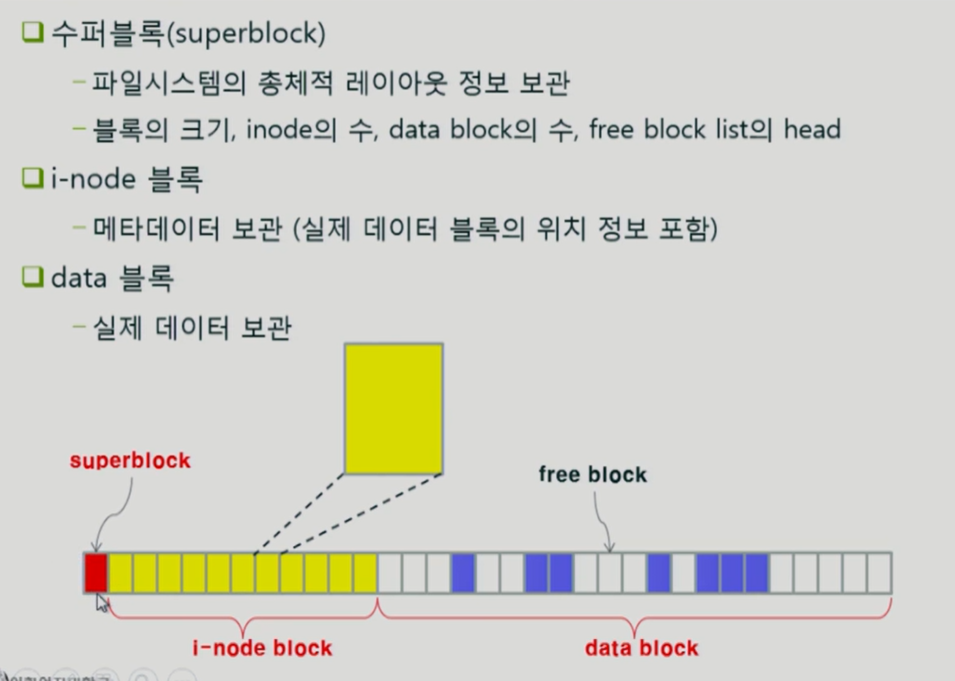 수퍼블록(superblock)
– 파일시스템의 총체적 레이아웃 정보 보관
– 블록의 크기, inode의 수, data block의 수, free block list의 head
i-node 블록
– 메타데이터 보관 (실제 데이터 블록의 위치 정보 포함)
data 블록
– 실제 데이터 보관
superblock
free block
i-node block
data block